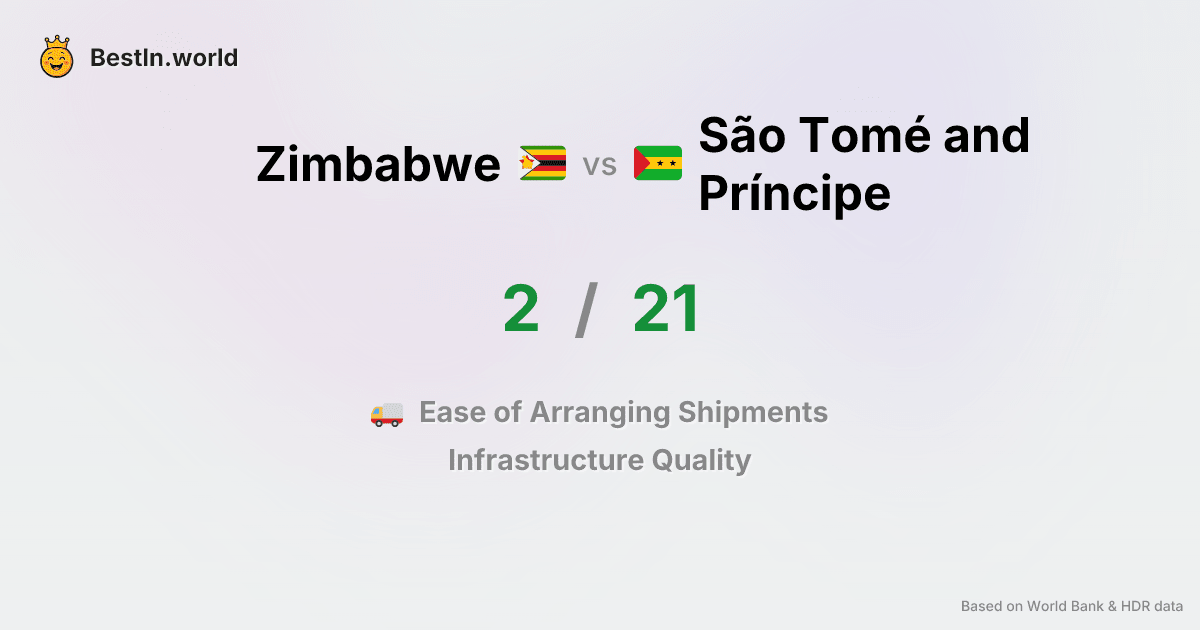 BestIn.world
Zimbabwe vs São Tomé and
Príncipe
2 / 21
Ease of Arranging Shipments
Infrastructure Quality
Based on World Bank & HDR data